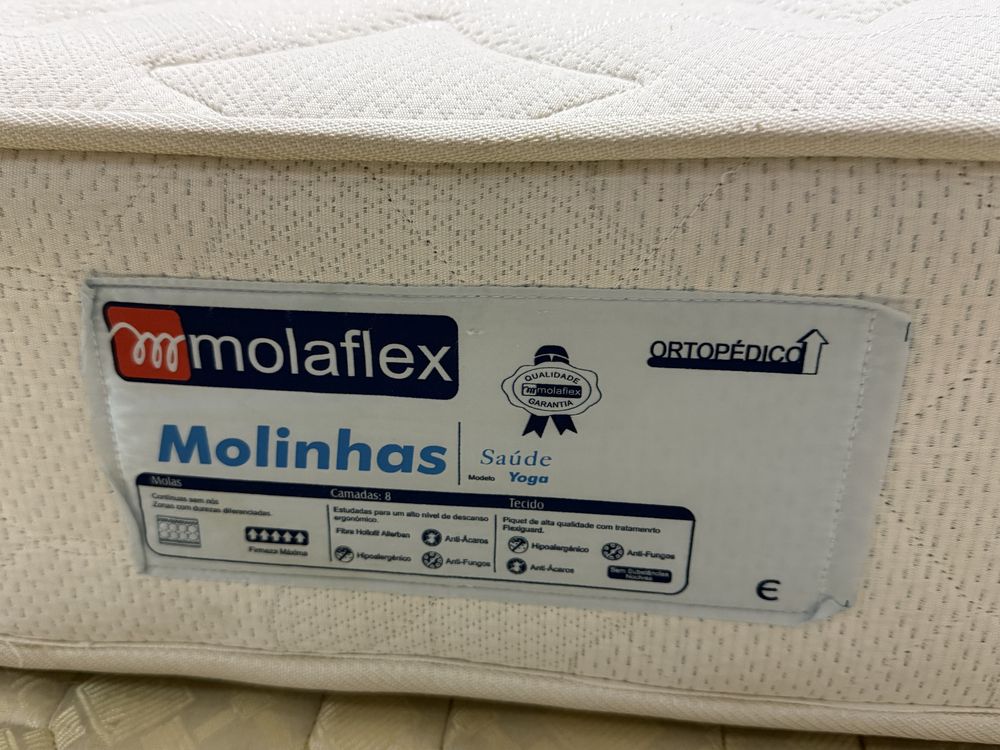 molaflex
ORTOPÉDICO
QUALIDADE
molaflex
GARANTIA
Molinhas
Saúde
Modelo Yoga
Molas
Continuas sem nós
Zonas com durezas diferenciadas.
Firmeza Máxima
Camadas: 8
Estudadas para um alto nível de descanso
ergonómico.
Fibra Hollofil Allerban
Anti-Ácaros
Hipoalergénico
Anti-Fungos
Tecido
Piquet de alta qualidade com tratamenrto
Flexiguard.
Hipoalergénico
Anti-Fungos
Anti-Ácaros
Sem Substâncias
Nocivas
€